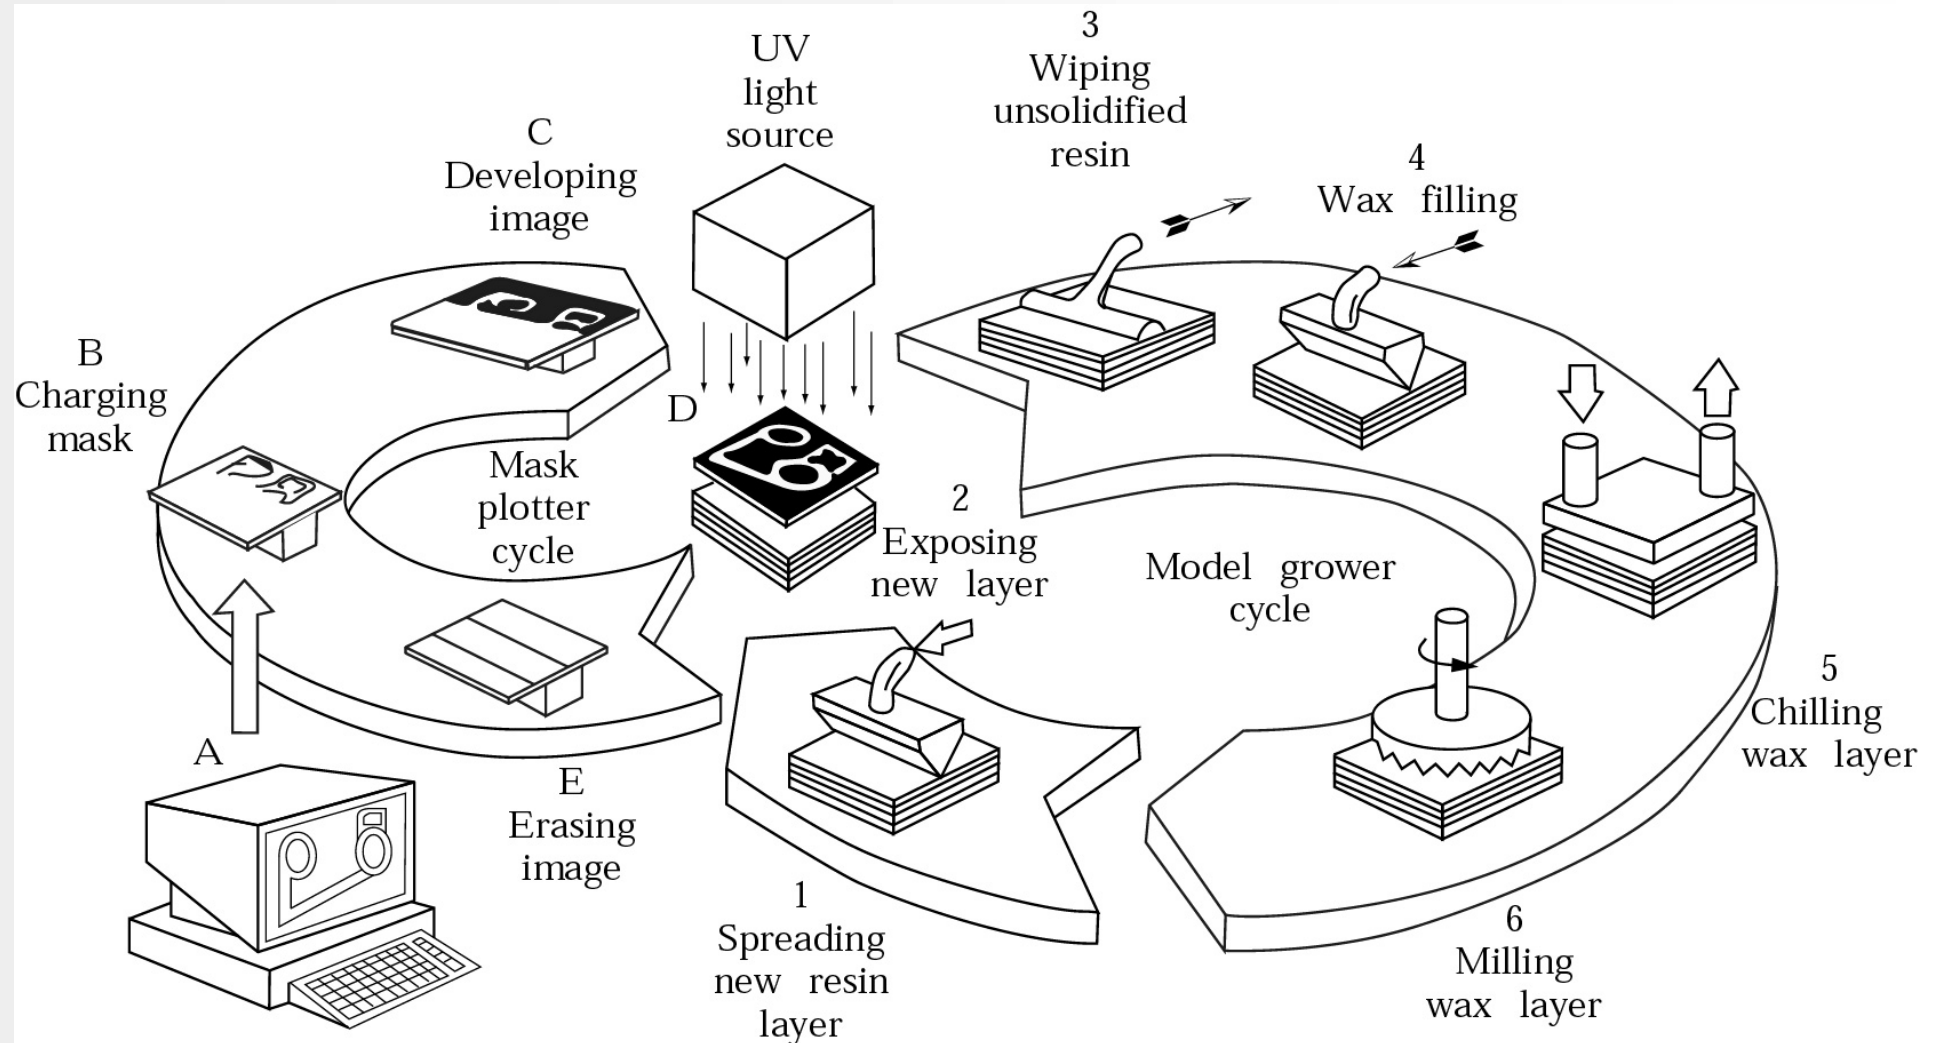 UV
light
source
3
Wiping
unsolidified
resin
C
Developing
image
4
Wax filling
B
Charging
mask
D
Mask
plotter
cycle
2
Exposing
new layer
Model grower
cycle
5
Chilling
wax layer
A
E
Erasing
image
1
Spreading
new resin
layer
6
Milling
wax layer